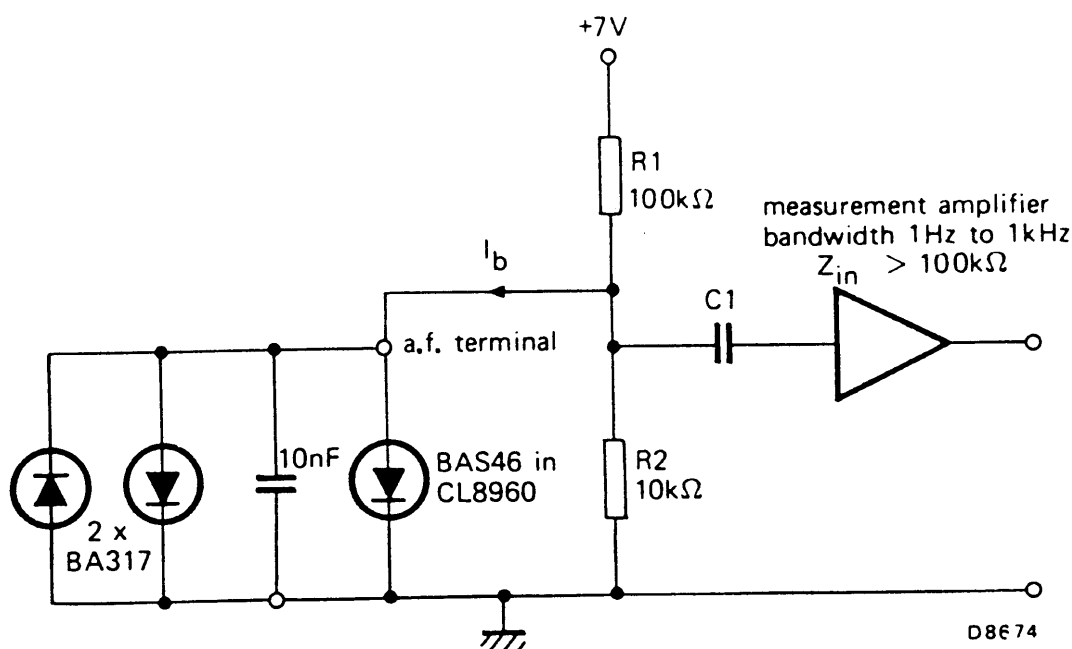 +7V
R1
100kΩ
measurement amplifier
bandwidth 1Hz to 1kHz
Zin > 100kΩ
Ib
C1
a.f. terminal
10nF
BAS46 in
CL8960
R2
10kΩ
2 x
BA317
D8674